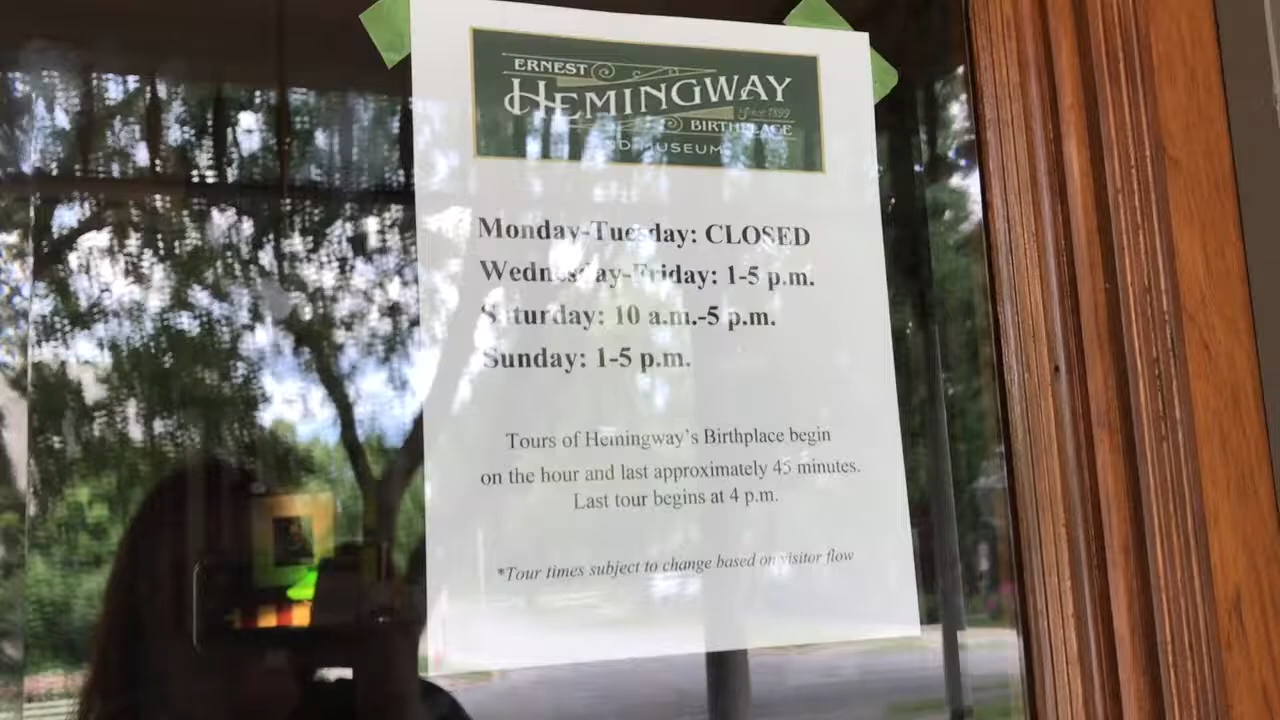 ERNEST
HEMINGWAY
Since 1899
BIRTHPLACE
MUSEUM
Monday-Tuesday: CLOSED
Wednesday-Friday: 1-5 p.m.
Saturday: 10 a.m.-5 p.m.
Sunday: 1-5 p.m.
Tours of Hemingway's Birthplace begin
on the hour and last approximately 45 minutes.
Last tour begins at 4 p.m.
*Tour times subject to change based on visitor flow